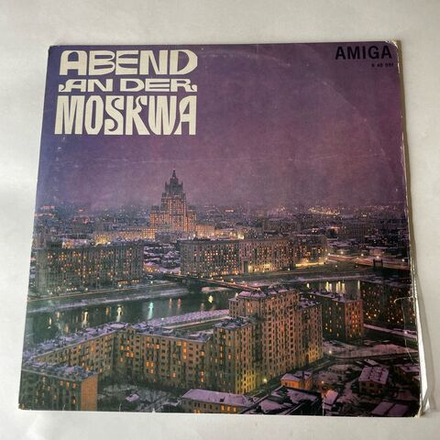 ABEND
AN DER
MOSKWA
AMIGA